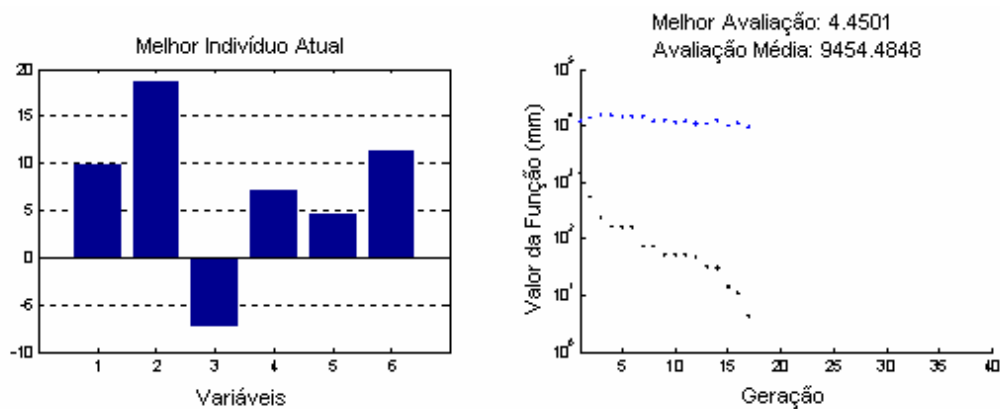 Melhor Indivíduo Atual
20
15
10
5
0
-5
-10
1 2 3 4 5 6
Variáveis
Melhor Avaliação: 4.4501
Avaliação Média: 9454.4848
Valor da Função (mm)
10²
10¹
5 10 15 20 25 30 35 40
Geração